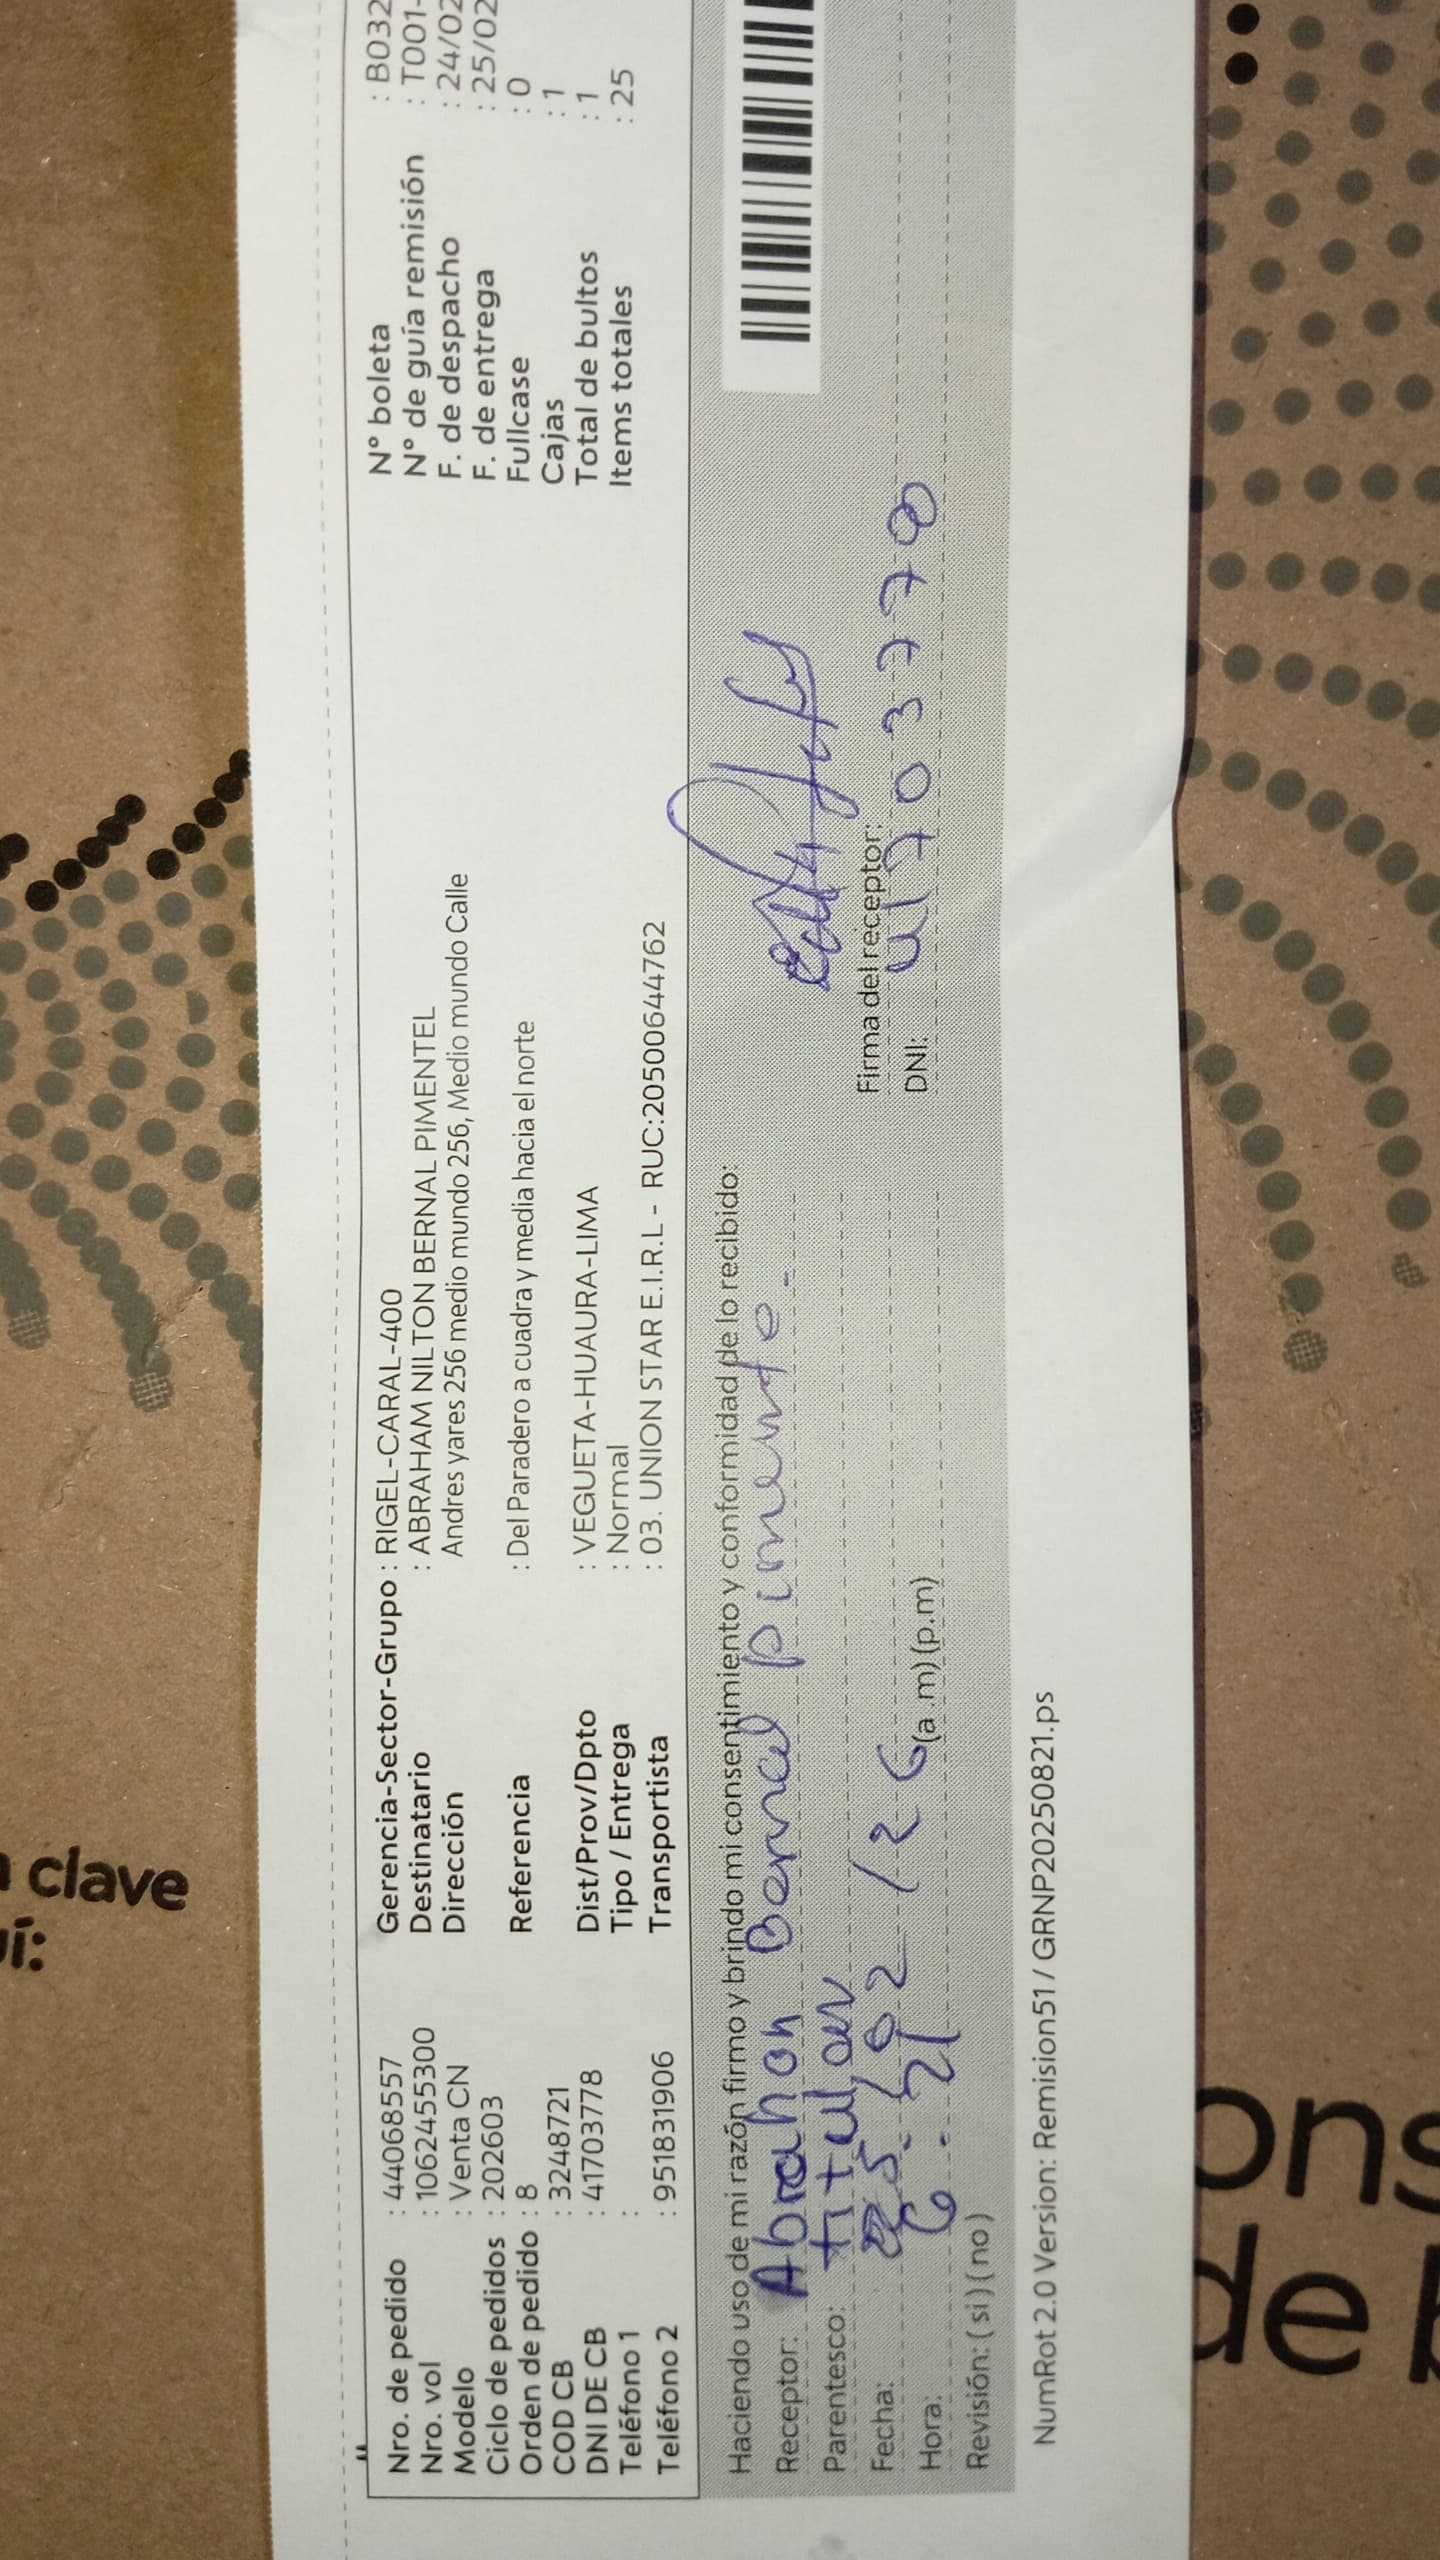 Nro. de pedido : 44068557
Nro. vol : 1062455300
Modelo : Venta CN
Ciclo de pedidos : 202603
Orden de pedido : 8
COD CB : 3248721
DNI DE CB : 41703778
Teléfono 1 :
Teléfono 2 : 951831906
Gerencia-Sector-Grupo : RIGEL-CARAL-400
Destinatario : ABRAHAM NILTON BERNAL PIMENTEL
Dirección Andres yares 256 medio mundo 256, Medio mundo Calle
Referencia : Del Paradero a cuadra y media hacia el norte
Dist/Prov/Dpto : VEGUETA-HUAURA-LIMA
Tipo / Entrega : Normal
Transportista : 03. UNION STAR E.I.R.L - RUC:20500644762
N° boleta : B032
N° de guía remisión : T001-
F. de despacho : 24/02
F. de entrega : 25/02
Fullcase : 0
Cajas : 1
Total de bultos : 1
Items totales : 25
Haciendo uso de mi razón firmo y brindo mi consentimiento y conformidad de lo recibido:
Receptor: Abrahan Bernal pimente
Parentesco: titular
Fecha: 25/02/26
Hora: (a .m) (p.m)
Revisión: ( si ) ( no )
Firma del receptor:
DNI: 41703778
NumRot 2.0 Version: Remision51 / GRNP20250821.ps
clave
de